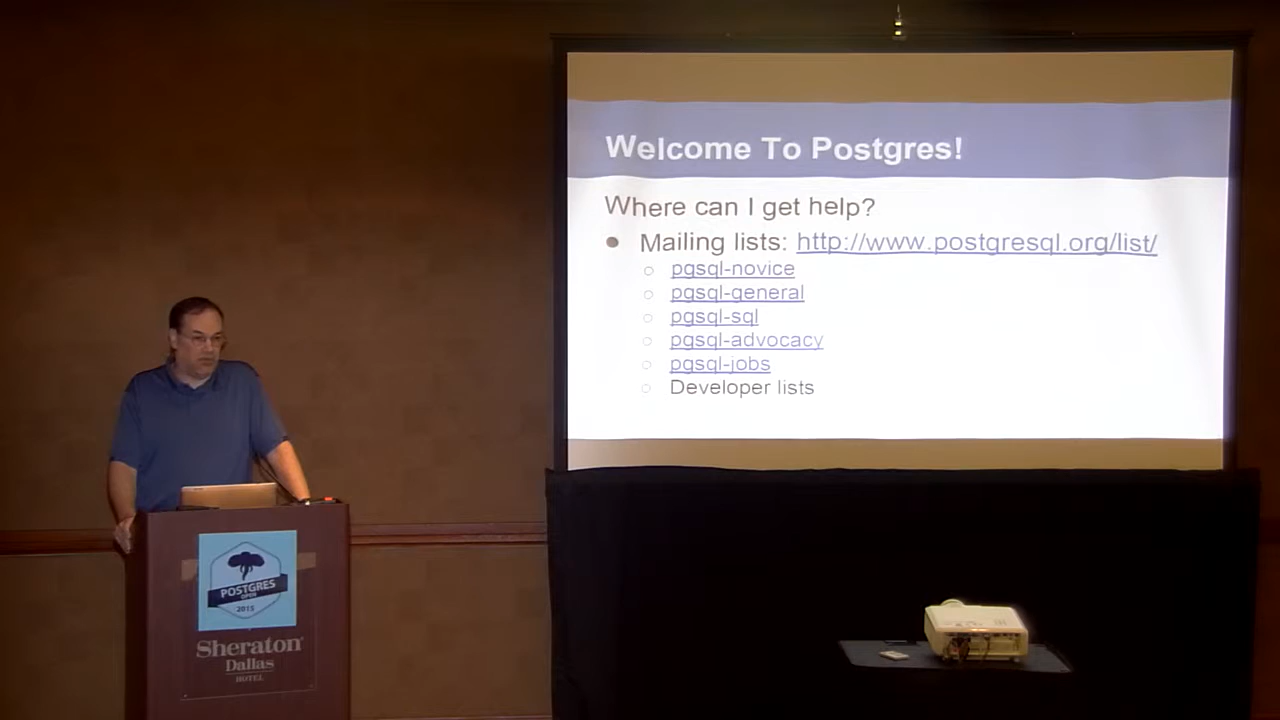 Welcome To Postgres!
Where can I get help?
● Mailing lists: http://www.postgresql.org/list/
○ pgsql-novice
○ pgsql-general
○ pgsql-sql
○ pgsql-advocacy
○ pgsql-jobs
○ Developer lists
POSTGRES
OPEN
2015
Sheraton
Dallas
HOTEL